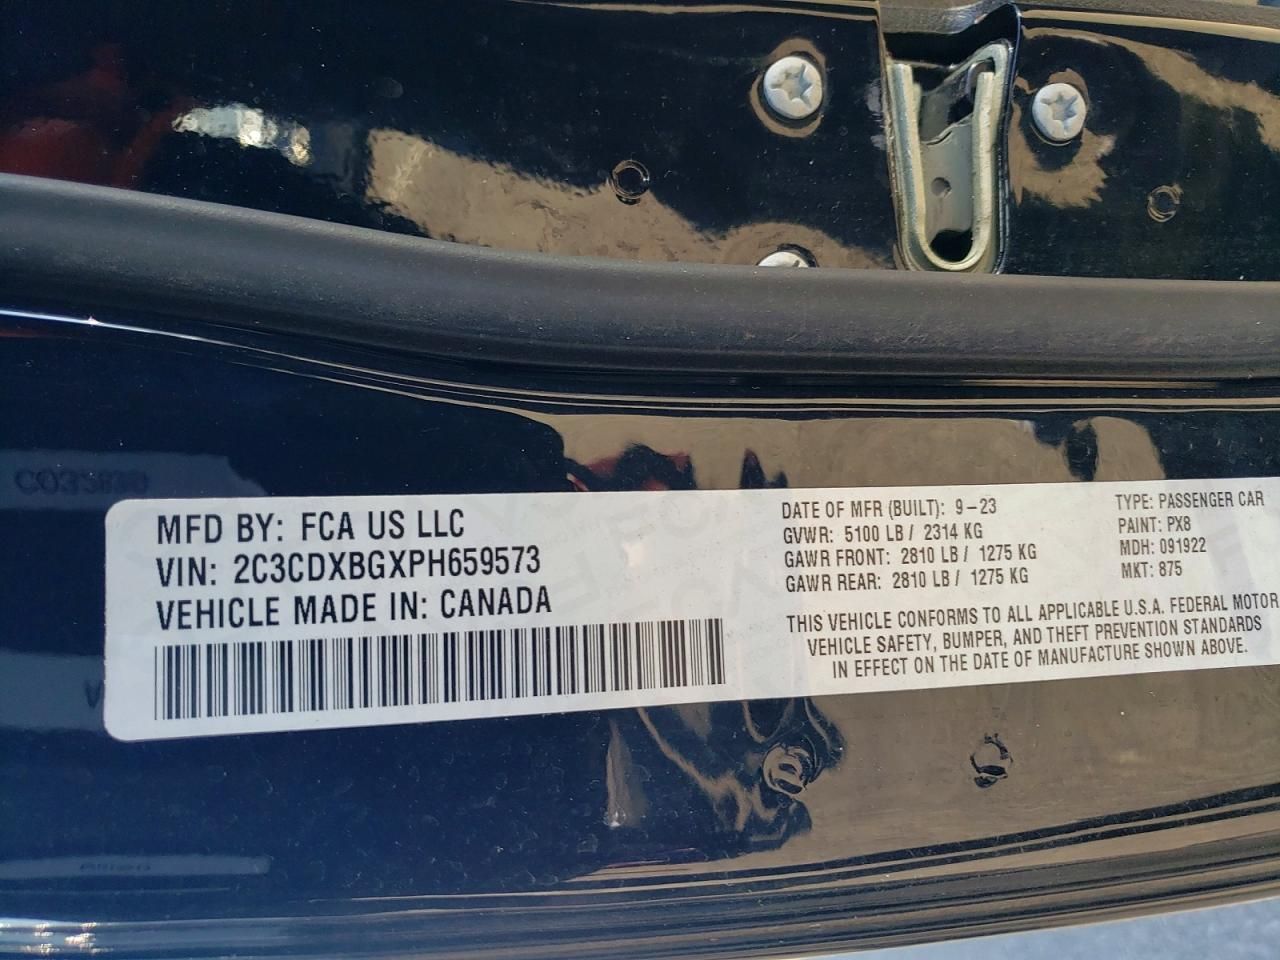 MFD BY: FCA US LLC
VIN: 2C3CDXBGXPH659573
VEHICLE MADE IN: CANADA
DATE OF MFR (BUILT): 9-23
GVWR: 5100 LB / 2314 KG
GAWR FRONT: 2810 LB / 1275 KG
GAWR REAR: 2810 LB / 1275 KG
TYPE: PASSENGER CAR
PAINT: PX8
MDH: 091922
MKT: 875
THIS VEHICLE CONFORMS TO ALL APPLICABLE U.S.A. FEDERAL MOTOR
VEHICLE SAFETY, BUMPER, AND THEFT PREVENTION STANDARDS
IN EFFECT ON THE DATE OF MANUFACTURE SHOWN ABOVE.